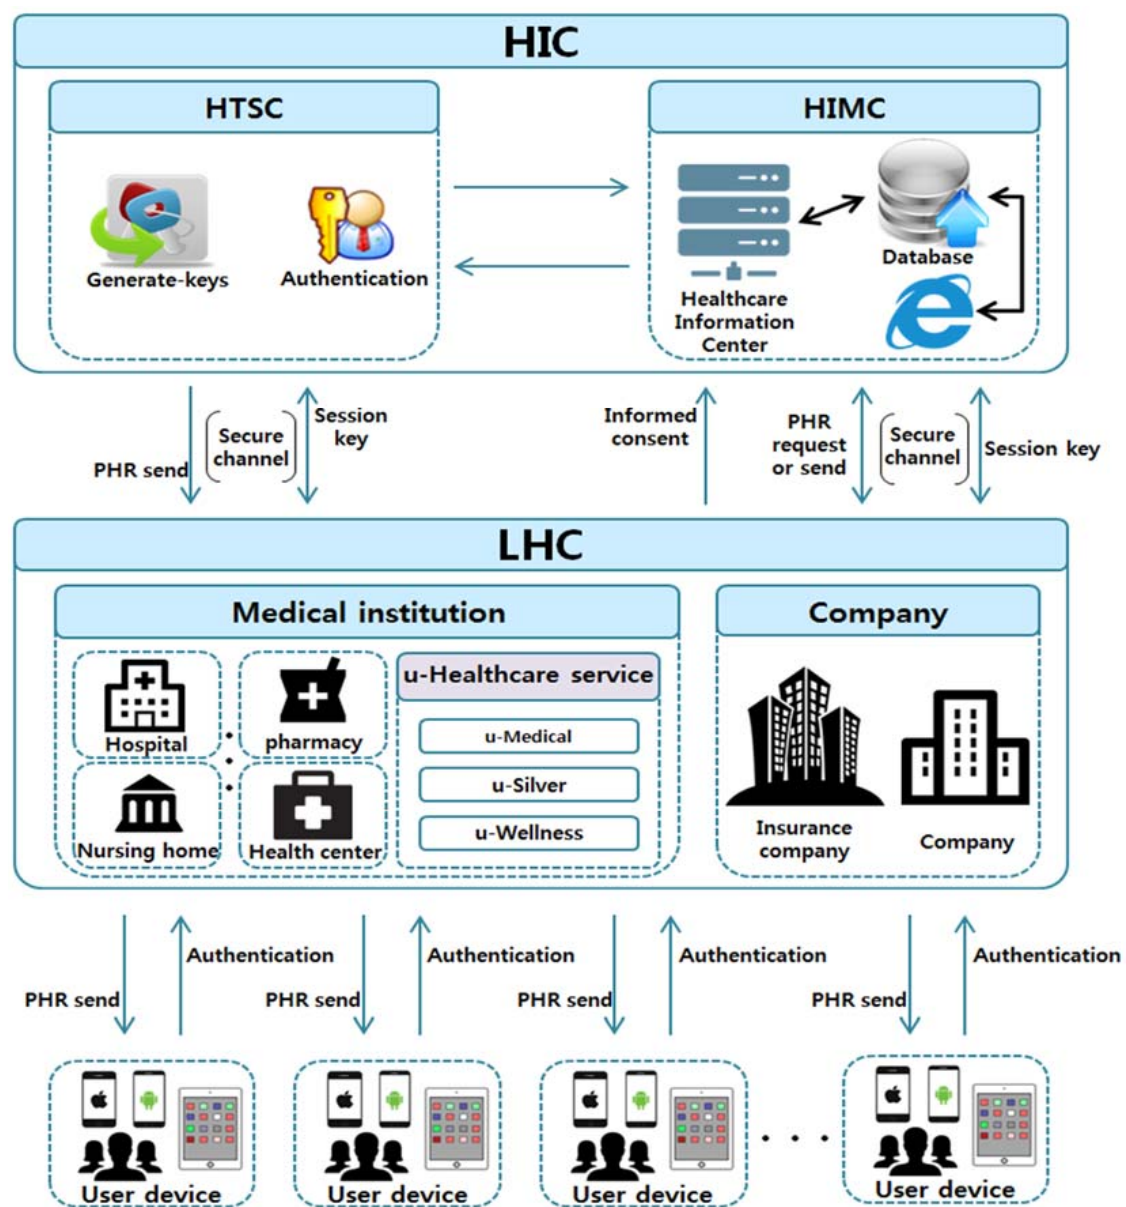 HIC
HTSC
HIMC
Generate-keys
Authentication
Database
Healthcare
Information
Center
PHR send
Secure
channel
Session
key
Informed
consent
PHR
request
or send
Secure
channel
Session key
LHC
Medical institution
Company
Hospital
pharmacy
Nursing home
Health center
u-Healthcare service
u-Medical
u-Silver
u-Wellness
Insurance
company
Company
PHR send
Authentication
PHR send
Authentication
PHR send
Authentication
PHR send
Authentication
User device
User device
User device
User device